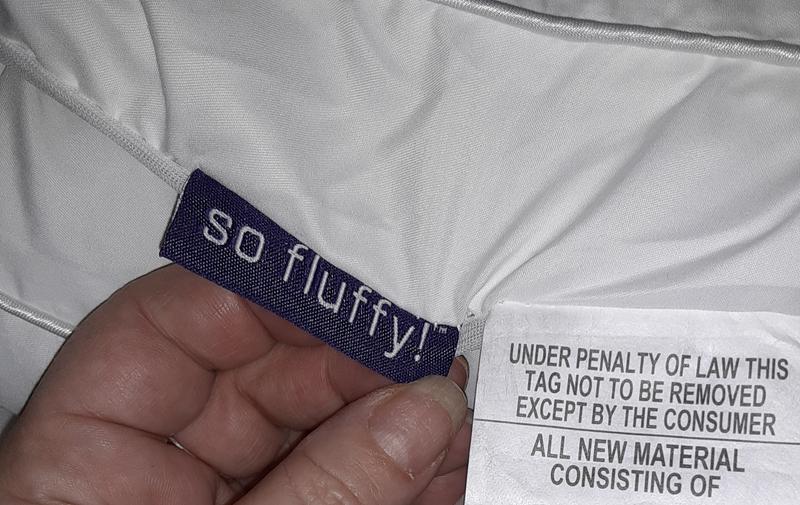 so fluffy!™
UNDER PENALTY OF LAW THIS
TAG NOT TO BE REMOVED
EXCEPT BY THE CONSUMER
ALL NEW MATERIAL
CONSISTING OF